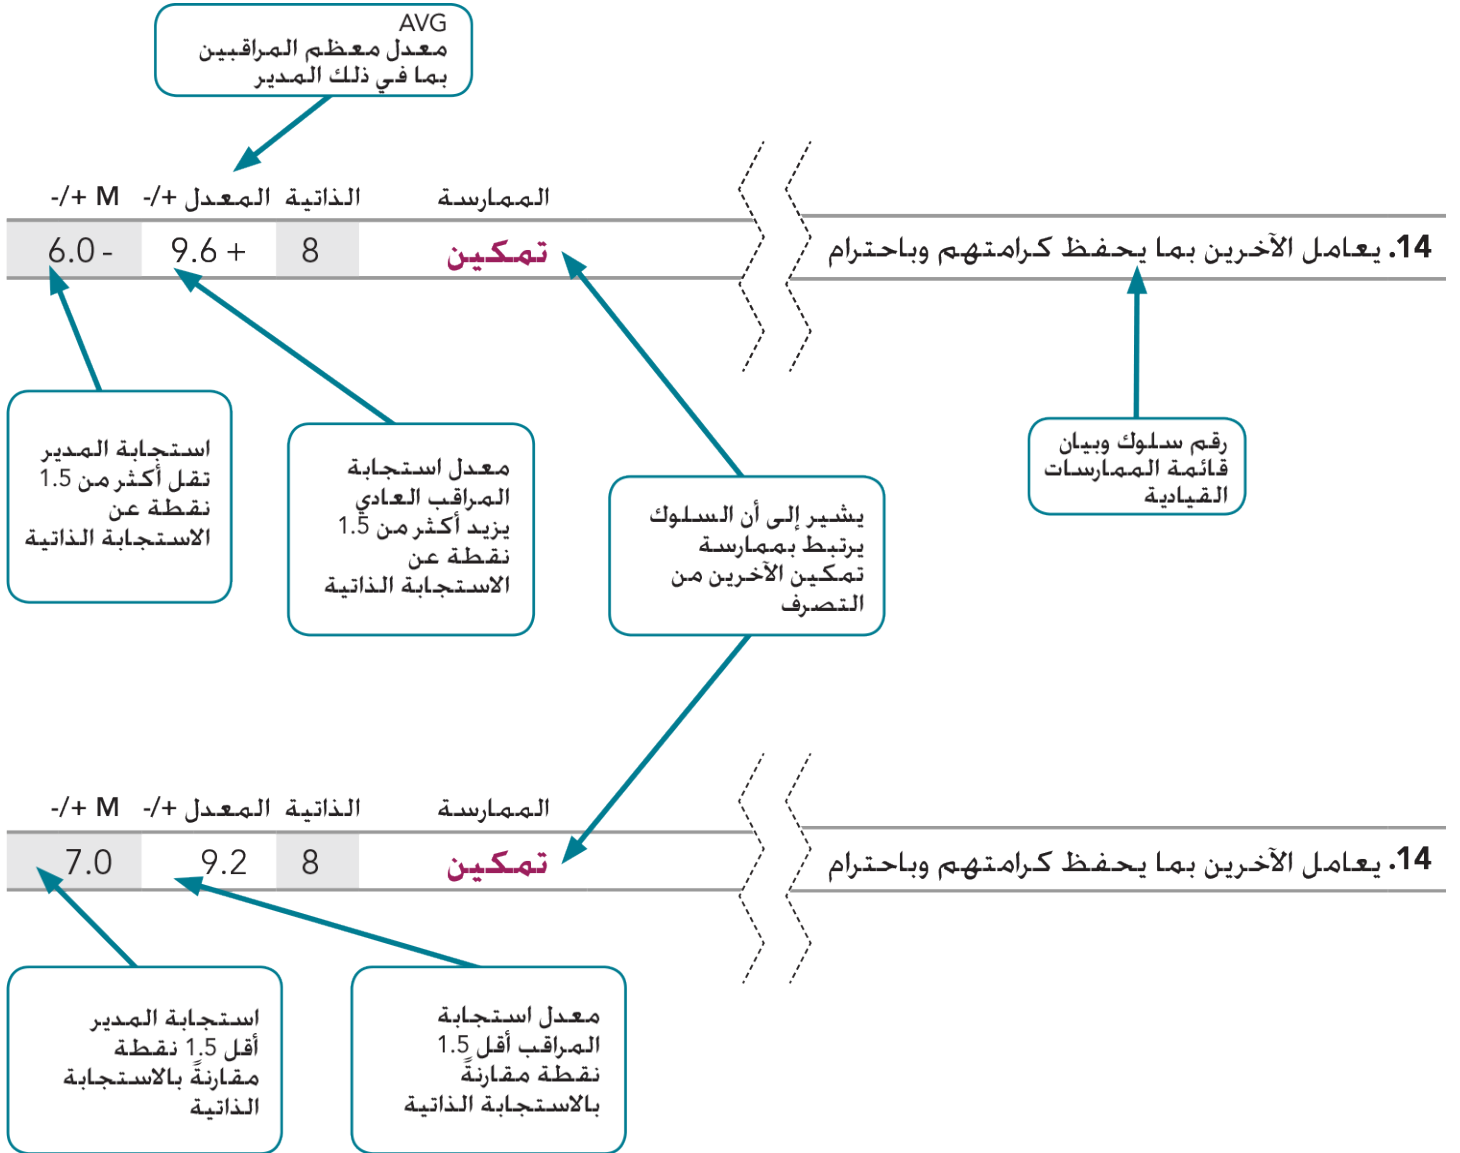 AVG
معدل معظم المراقبين
بما في ذلك المدير
الممارسة الذاتية المعدل +/- M +/-
14. يعامل الآخرين بما يحفظ كرامتهم وباحترام تمكين 8 9.6 + 6.0 -
رقم سلوك وبيان
قائمة الممارسات
القيادية
يشير إلى أن السلوك
يرتبط بممارسة
تمكين الآخرين من
التصرف
معدل استجابة
المراقب العادي
يزيد أكثر من 1.5
نقطة عن
الاستجابة الذاتية
استجابة المدير
تقل أكثر من 1.5
نقطة عن
الاستجابة الذاتية
الممارسة الذاتية المعدل +/- M +/-
14. يعامل الآخرين بما يحفظ كرامتهم وباحترام تمكين 8 9.2 7.0
معدل استجابة
المراقب أقل 1.5
نقطة مقارنةً
بالاستجابة الذاتية
استجابة المدير
أقل 1.5 نقطة
مقارنةً بالاستجابة
الذاتية